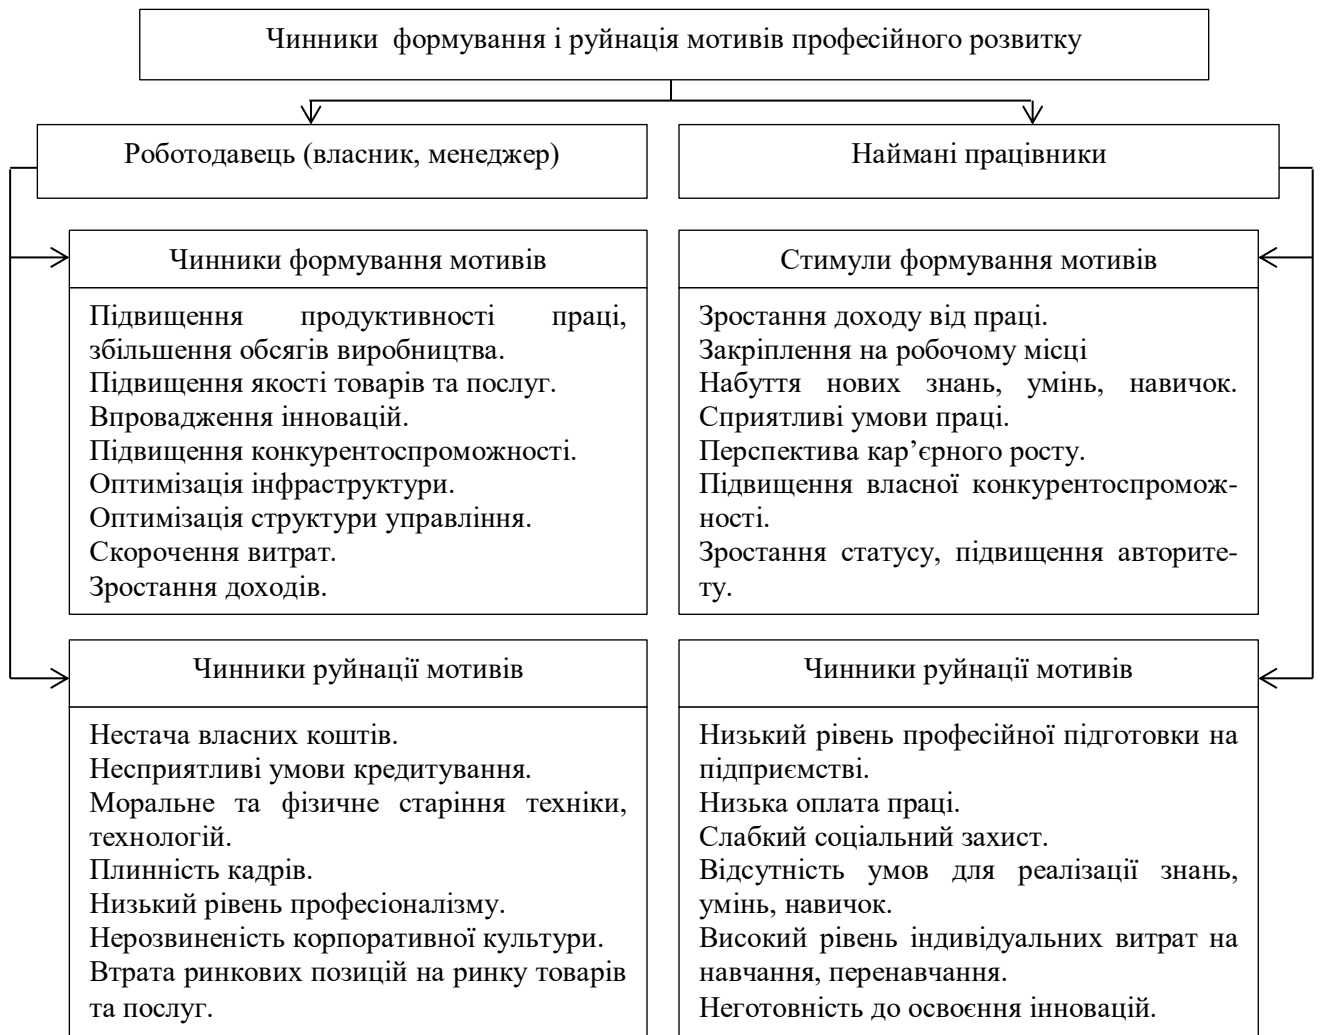 Чинники формування і руйнація мотивів професійного розвитку
Роботодавець (власник, менеджер)
Наймані працівники
Чинники формування мотивів
Підвищення продуктивності праці,
збільшення обсягів виробництва.
Підвищення якості товарів та послуг.
Впровадження інновацій.
Підвищення конкурентоспроможності.
Оптимізація інфраструктури.
Оптимізація структури управління.
Скорочення витрат.
Зростання доходів.
Стимули формування мотивів
Зростання доходу від праці.
Закріплення на робочому місці
Набуття нових знань, умінь, навичок.
Сприятливі умови праці.
Перспектива кар’єрного росту.
Підвищення власної конкурентоспромож-
ності.
Зростання статусу, підвищення авторите-
ту.
Чинники руйнації мотивів
Нестача власних коштів.
Несприятливі умови кредитування.
Моральне та фізичне старіння техніки,
технологій.
Плинність кадрів.
Низький рівень професіоналізму.
Нерозвиненість корпоративної культури.
Втрата ринкових позицій на ринку товарів
та послуг.
Чинники руйнації мотивів
Низький рівень професійної підготовки на
підприємстві.
Низька оплата праці.
Слабкий соціальний захист.
Відсутність умов для реалізації знань,
умінь, навичок.
Високий рівень індивідуальних витрат на
навчання, перенавчання.
Неготовність до освоєння інновацій.